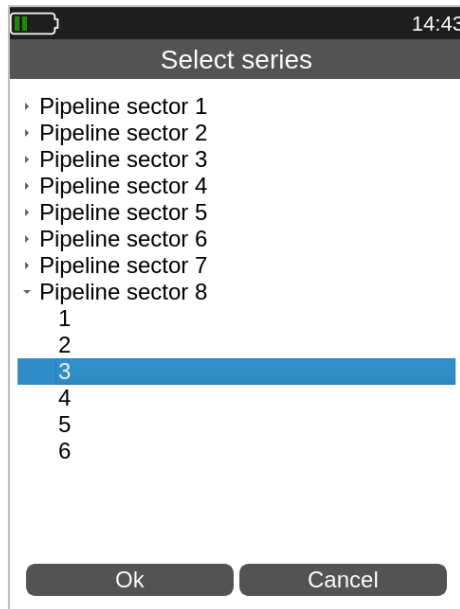 14:43
Select series
Pipeline sector 1
Pipeline sector 2
Pipeline sector 3
Pipeline sector 4
Pipeline sector 5
Pipeline sector 6
Pipeline sector 7
Pipeline sector 8
1
2
3
4
5
6
Ok Cancel